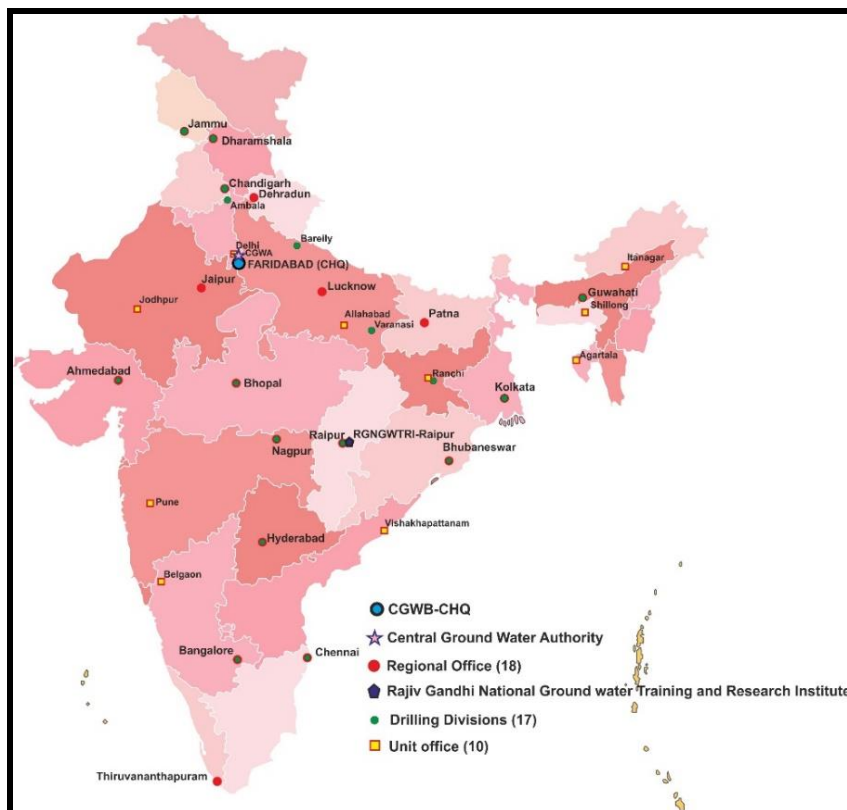 Jammu
Dharamshala
Chandigarh
Dehradun
Ambala
Bareily
Delhi
CGWA
FARIDABAD (CHQ)
Itanagar
Jaipur
Lucknow
Guwahati
Jodhpur
Shillong
Allahabad
Patna
Varanasi
Agartala
Ahmedabad
Ranchi
Bhopal
Kolkata
Raipur
RGNGWTRI-Raipur
Nagpur
Bhubaneswar
Pune
Vishakhapattanam
Hyderabad
Belgaon
CGWB-CHQ
Central Ground Water Authority
Bangalore
Chennai
Regional Office (18)
Rajiv Gandhi National Ground water Training and Research Institute
Drilling Divisions (17)
Unit office (10)
Thiruvananthapuram